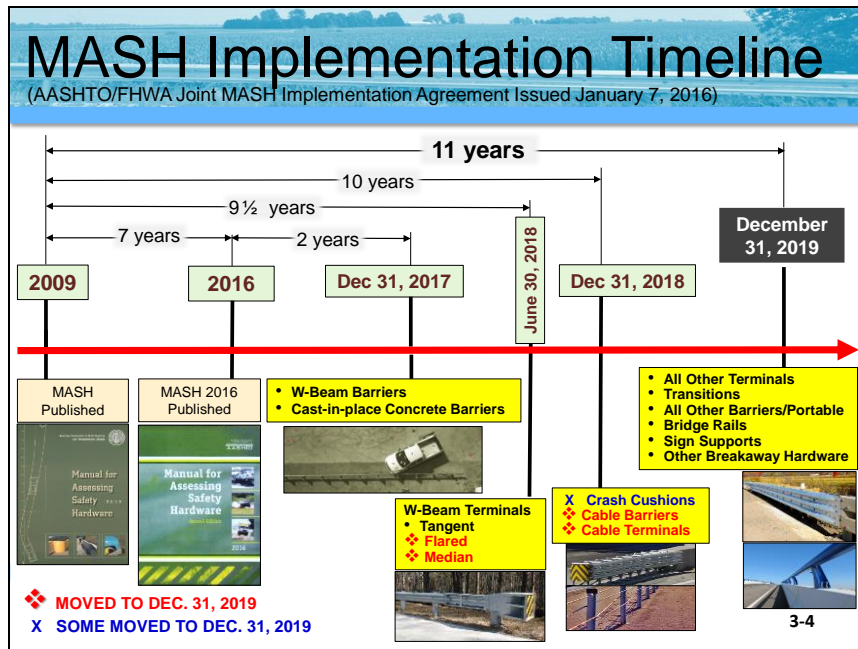 MASH Implementation Timeline
(AASHTO/FHWA Joint MASH Implementation Agreement Issued January 7, 2016)
11 years
10 years
9½ years
7 years
2 years
2009
2016
Dec 31, 2017
June 30, 2018
Dec 31, 2018
December
31, 2019
MASH
Published
MASH 2016
Published
• W-Beam Barriers
• Cast-in-place Concrete Barriers
• All Other Terminals
• Transitions
• All Other Barriers/Portable
• Bridge Rails
• Sign Supports
• Other Breakaway Hardware
Manual for
Assessing
Safety
Hardware
AASHTO
Manual for
Assessing
Safety
Hardware
Second Edition
2016
W-Beam Terminals
• Tangent
❖ Flared
❖ Median
X Crash Cushions
❖ Cable Barriers
❖ Cable Terminals
❖ MOVED TO DEC. 31, 2019
X SOME MOVED TO DEC. 31, 2019
3-4